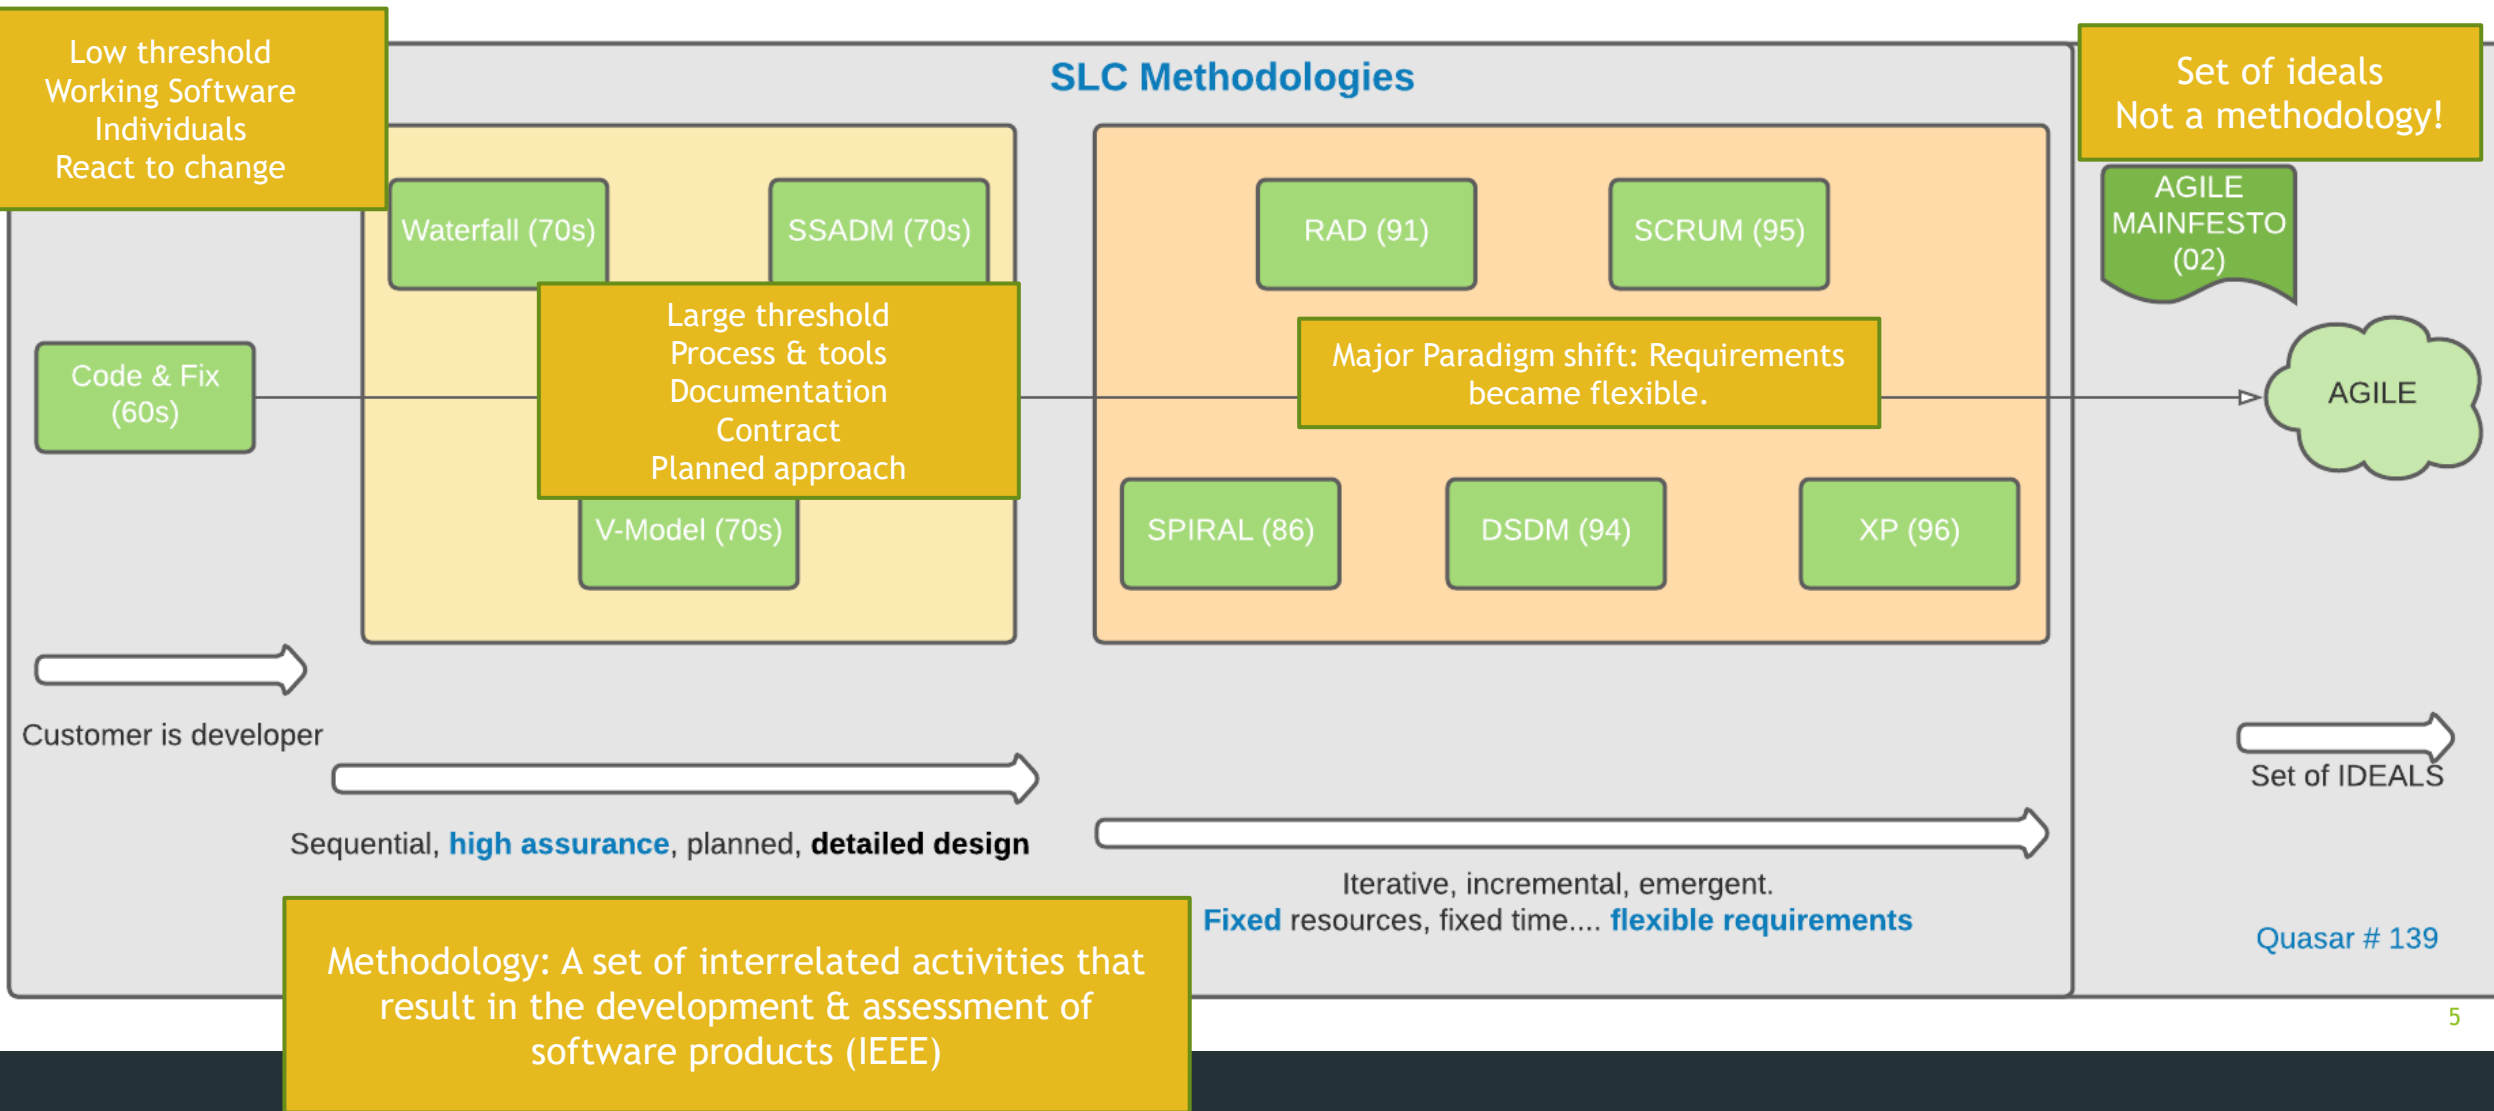 Low threshold
Working Software
Individuals
React to change
SLC Methodologies
Set of ideals
Not a methodology!
Waterfall (70s)
SSADM (70s)
RAD (91)
SCRUM (95)
AGILE
MAINFESTO
(02)
Code & Fix
(60s)
Large threshold
Process & tools
Documentation
Contract
Planned approach
Major Paradigm shift: Requirements
became flexible.
AGILE
V-Model (70s)
SPIRAL (86)
DSDM (94)
XP (96)
Customer is developer
Sequential, high assurance, planned, detailed design
Iterative, incremental, emergent.
Fixed resources, fixed time.... flexible requirements
Set of IDEALS
Quasar # 139
Methodology: A set of interrelated activities that
result in the development & assessment of
software products (IEEE)
5